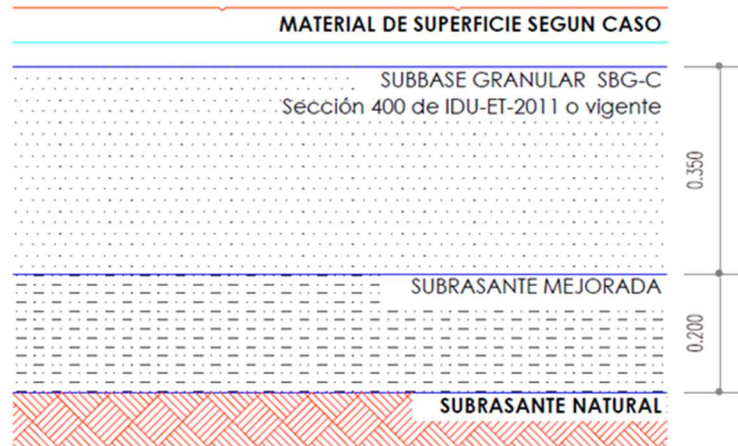 MATERIAL DE SUPERFICIE SEGUN CASO
SUBBASE GRANULAR SBG-C
Sección 400 de IDU-ET-2011 o vigente
0.350
SUBRASANTE MEJORADA
0.200
SUBRASANTE NATURAL